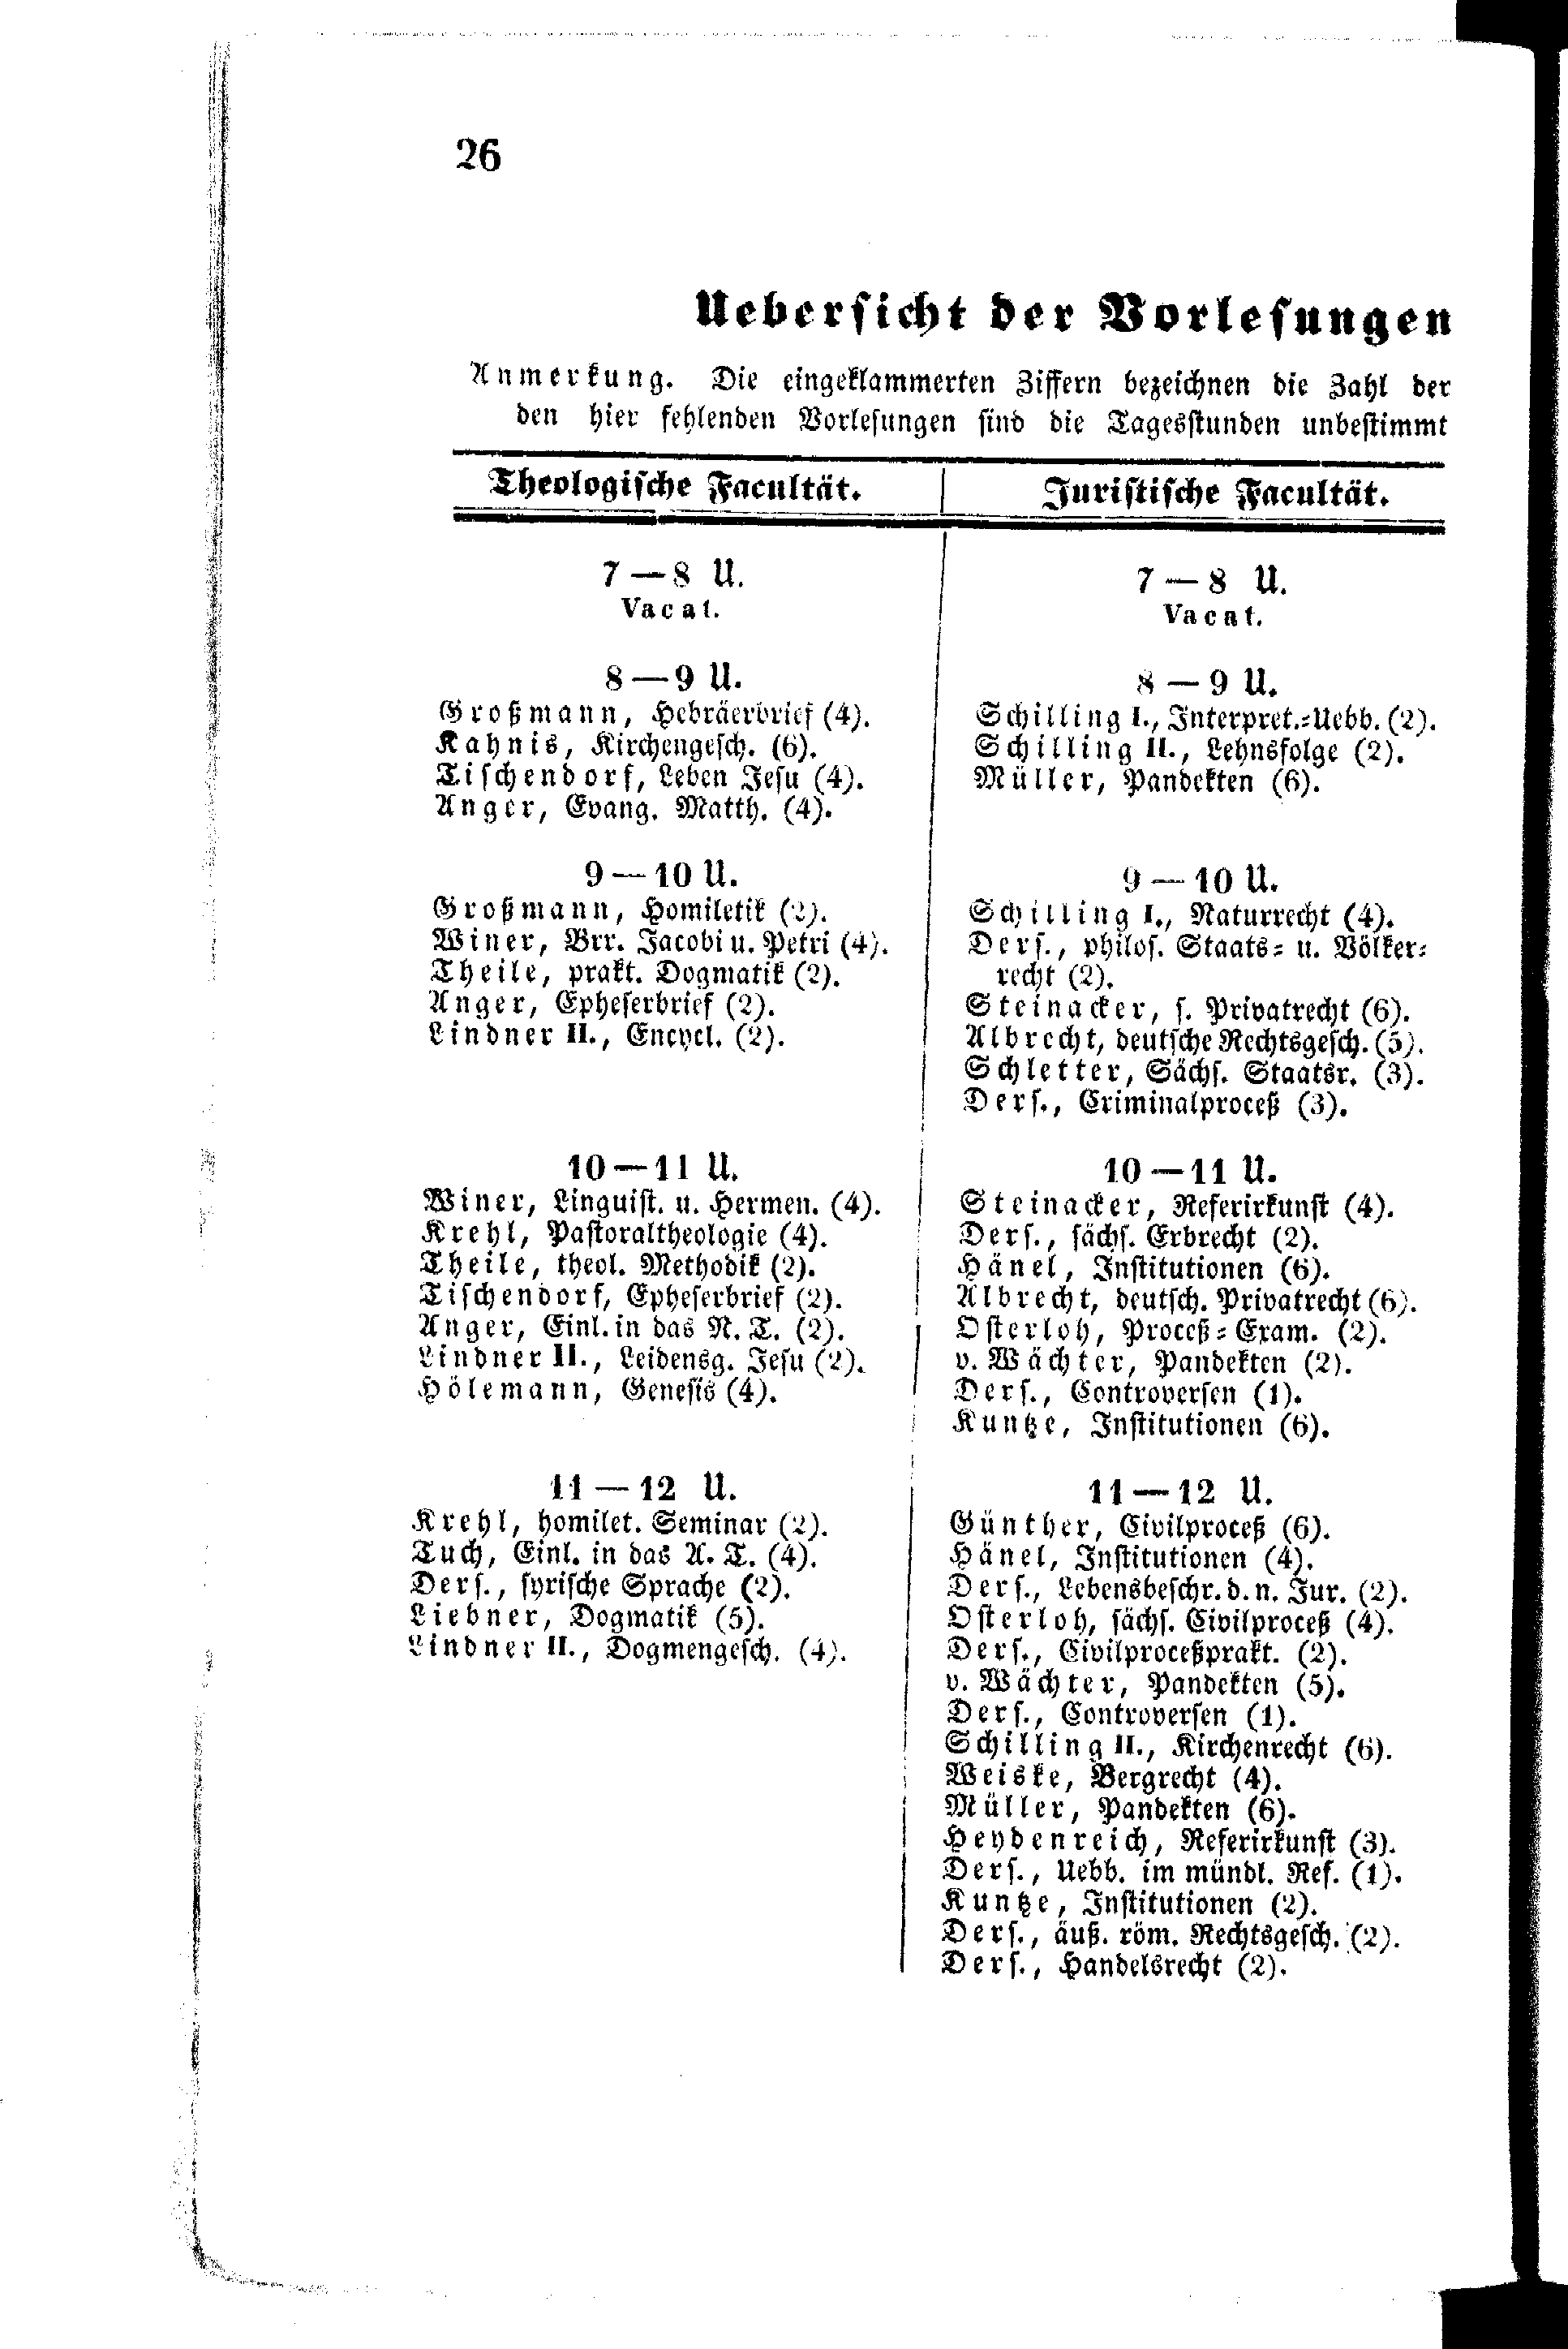 26
Uebersicht der Vorlesungen
Anmerkung. Die eingeklammerten Ziffern bezeichnen die Zahl der
den hier fehlenden Vorlesungen sind die Tagesstunden unbestimmt
Theologische Facultät.
7—8 U.
Vacat.
8—9 U.
Großmann, Hebräerbrief (4).
Kahnis, Kirchengesch. (6).
Tischendorf, Leben Jesu (4).
Anger, Evang. Matth. (4).
9—10 U.
Großmann, Homiletik (2).
Winer, Brr. Jacobi u. Petri (4).
Theile, prakt. Dogmatik (2).
Anger, Epheserbrief (2).
Lindner II., Encycl. (2).
10—11 U.
Winer, Linguist. u. Hermen. (4).
Krehl, Pastoraltheologie (4).
Theile, theol. Methodik (2).
Tischendorf, Epheserbrief (2).
Anger, Einl. in das N. T. (2).
Lindner II., Leidensg. Jesu (2).
Hölemann, Genesis (4).
11—12 U.
Krehl, homilet. Seminar (2).
Tuch, Einl. in das A. T. (4).
Ders., syrische Sprache (2).
Liebner, Dogmatik (5).
Lindner II., Dogmengesch. (4).
Juristische Facultät.
7—8 U.
Vacat.
8—9 U.
Schilling I., Interpret.-Uebb. (2).
Schilling II., Lehnsfolge (2).
Müller, Pandekten (6).
9—10 U.
Schilling I., Naturrecht (4).
Ders., philos. Staats- u. Völker-
recht (2).
Steinacker, s. Privatrecht (6).
Albrecht, deutsche Rechtsgesch. (5).
Schletter, Sächs. Staatsr. (3).
Ders., Criminalproceß (3).
10—11 U.
Steinacker, Referirkunst (4).
Ders., sächs. Erbrecht (2).
Hänel, Institutionen (6).
Albrecht, deutsch. Privatrecht (6).
Osterloh, Proceß-Exam. (2).
v. Wächter, Pandekten (2).
Ders., Controversen (1).
Kuntze, Institutionen (6).
11—12 U.
Günther, Civilproceß (6).
Hänel, Institutionen (4).
Ders., Lebensbeschr. d. n. Jur. (2).
Osterloh, sächs. Civilproceß (4).
Ders., Civilproceßprakt. (2).
v. Wächter, Pandekten (5).
Ders., Controversen (1).
Schilling II., Kirchenrecht (6).
Weiske, Bergrecht (4).
Müller, Pandekten (6).
Heydenreich, Referirkunst (3).
Ders., Uebb. im mündl. Ref. (1).
Kuntze, Institutionen (2).
Ders., äuß. röm. Rechtsgesch. (2).
Ders., Handelsrecht (2).